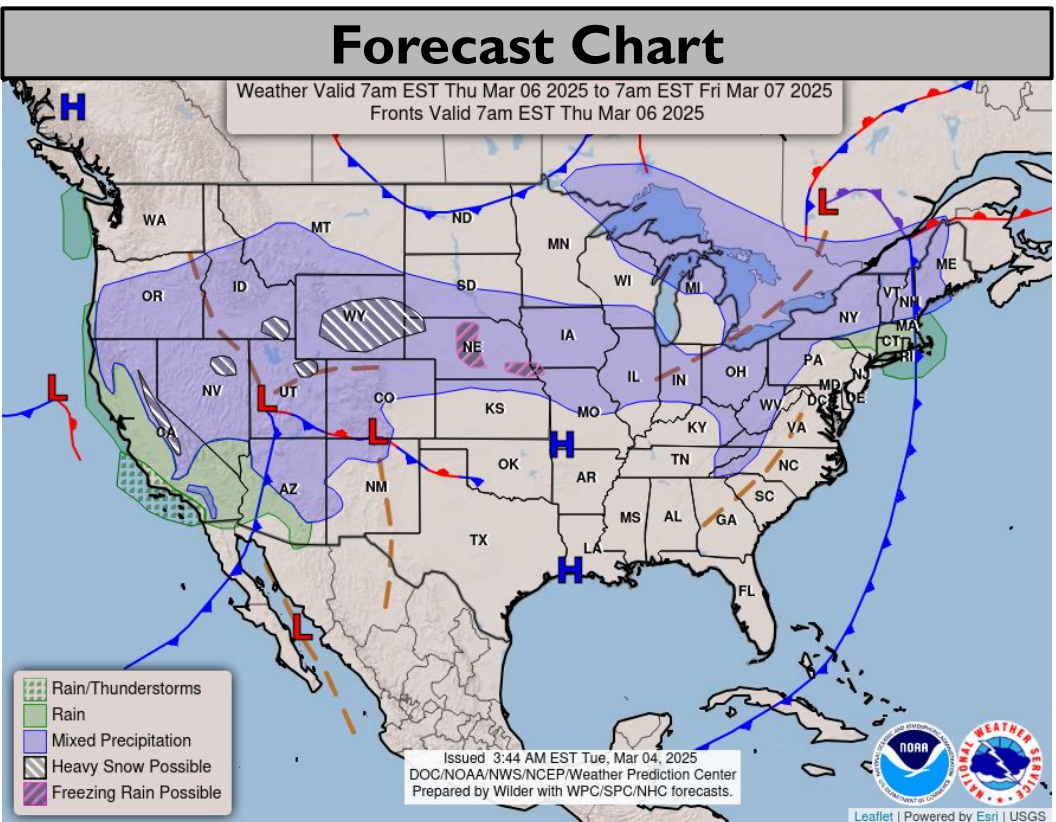 Forecast Chart
Weather Valid 7am EST Thu Mar 06 2025 to 7am EST Fri Mar 07 2025
Fronts Valid 7am EST Thu Mar 06 2025
H
WA
MT
ND
MN
L
ME
OR
ID
SD
WI
MI
VT
NH
WY
NE
IA
NY
MA
CT
RI
L
NV
UT
CO
IL
IN
OH
PA
NJ
MD
DE
DC
L
CA
L
KS
MO
WV
VA
KY
H
AZ
NM
OK
AR
TN
NC
SC
TX
MS
AL
GA
LA
H
FL
L
Rain/Thunderstorms
Rain
Mixed Precipitation
Heavy Snow Possible
Freezing Rain Possible
Issued 3:44 AM EST Tue, Mar 04, 2025
DOC/NOAA/NWS/NCEP/Weather Prediction Center
Prepared by Wilder with WPC/SPC/NHC forecasts.
NOAA
NATIONAL WEATHER SERVICE
Leaflet | Powered by Esri | USGS